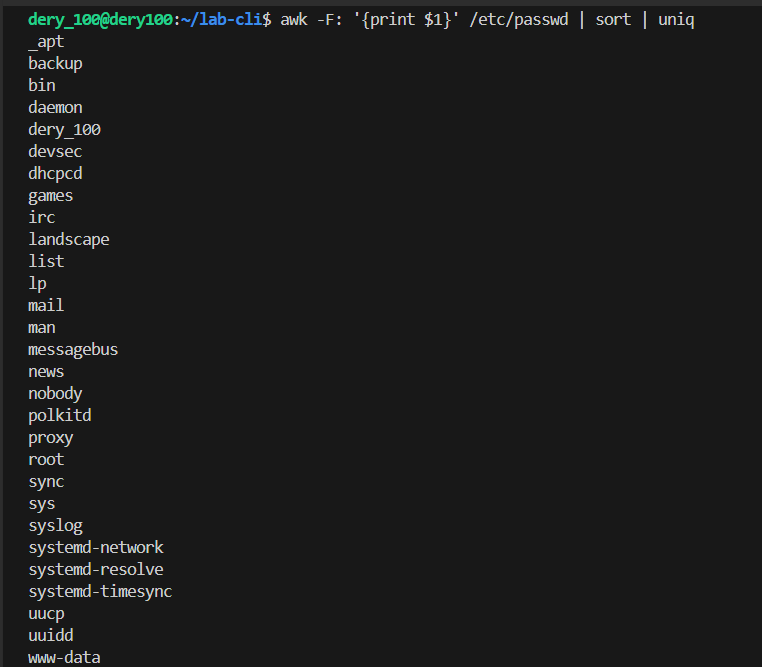 dery_100@dery100:~/lab-cli$ awk -F: '{print $1}' /etc/passwd | sort | uniq
_apt
backup
bin
daemon
dery_100
devsec
dhcpcd
games
irc
landscape
list
lp
mail
man
messagebus
news
nobody
polkitd
proxy
root
sync
sys
syslog
systemd-network
systemd-resolve
systemd-timesync
uucp
uuidd
www-data